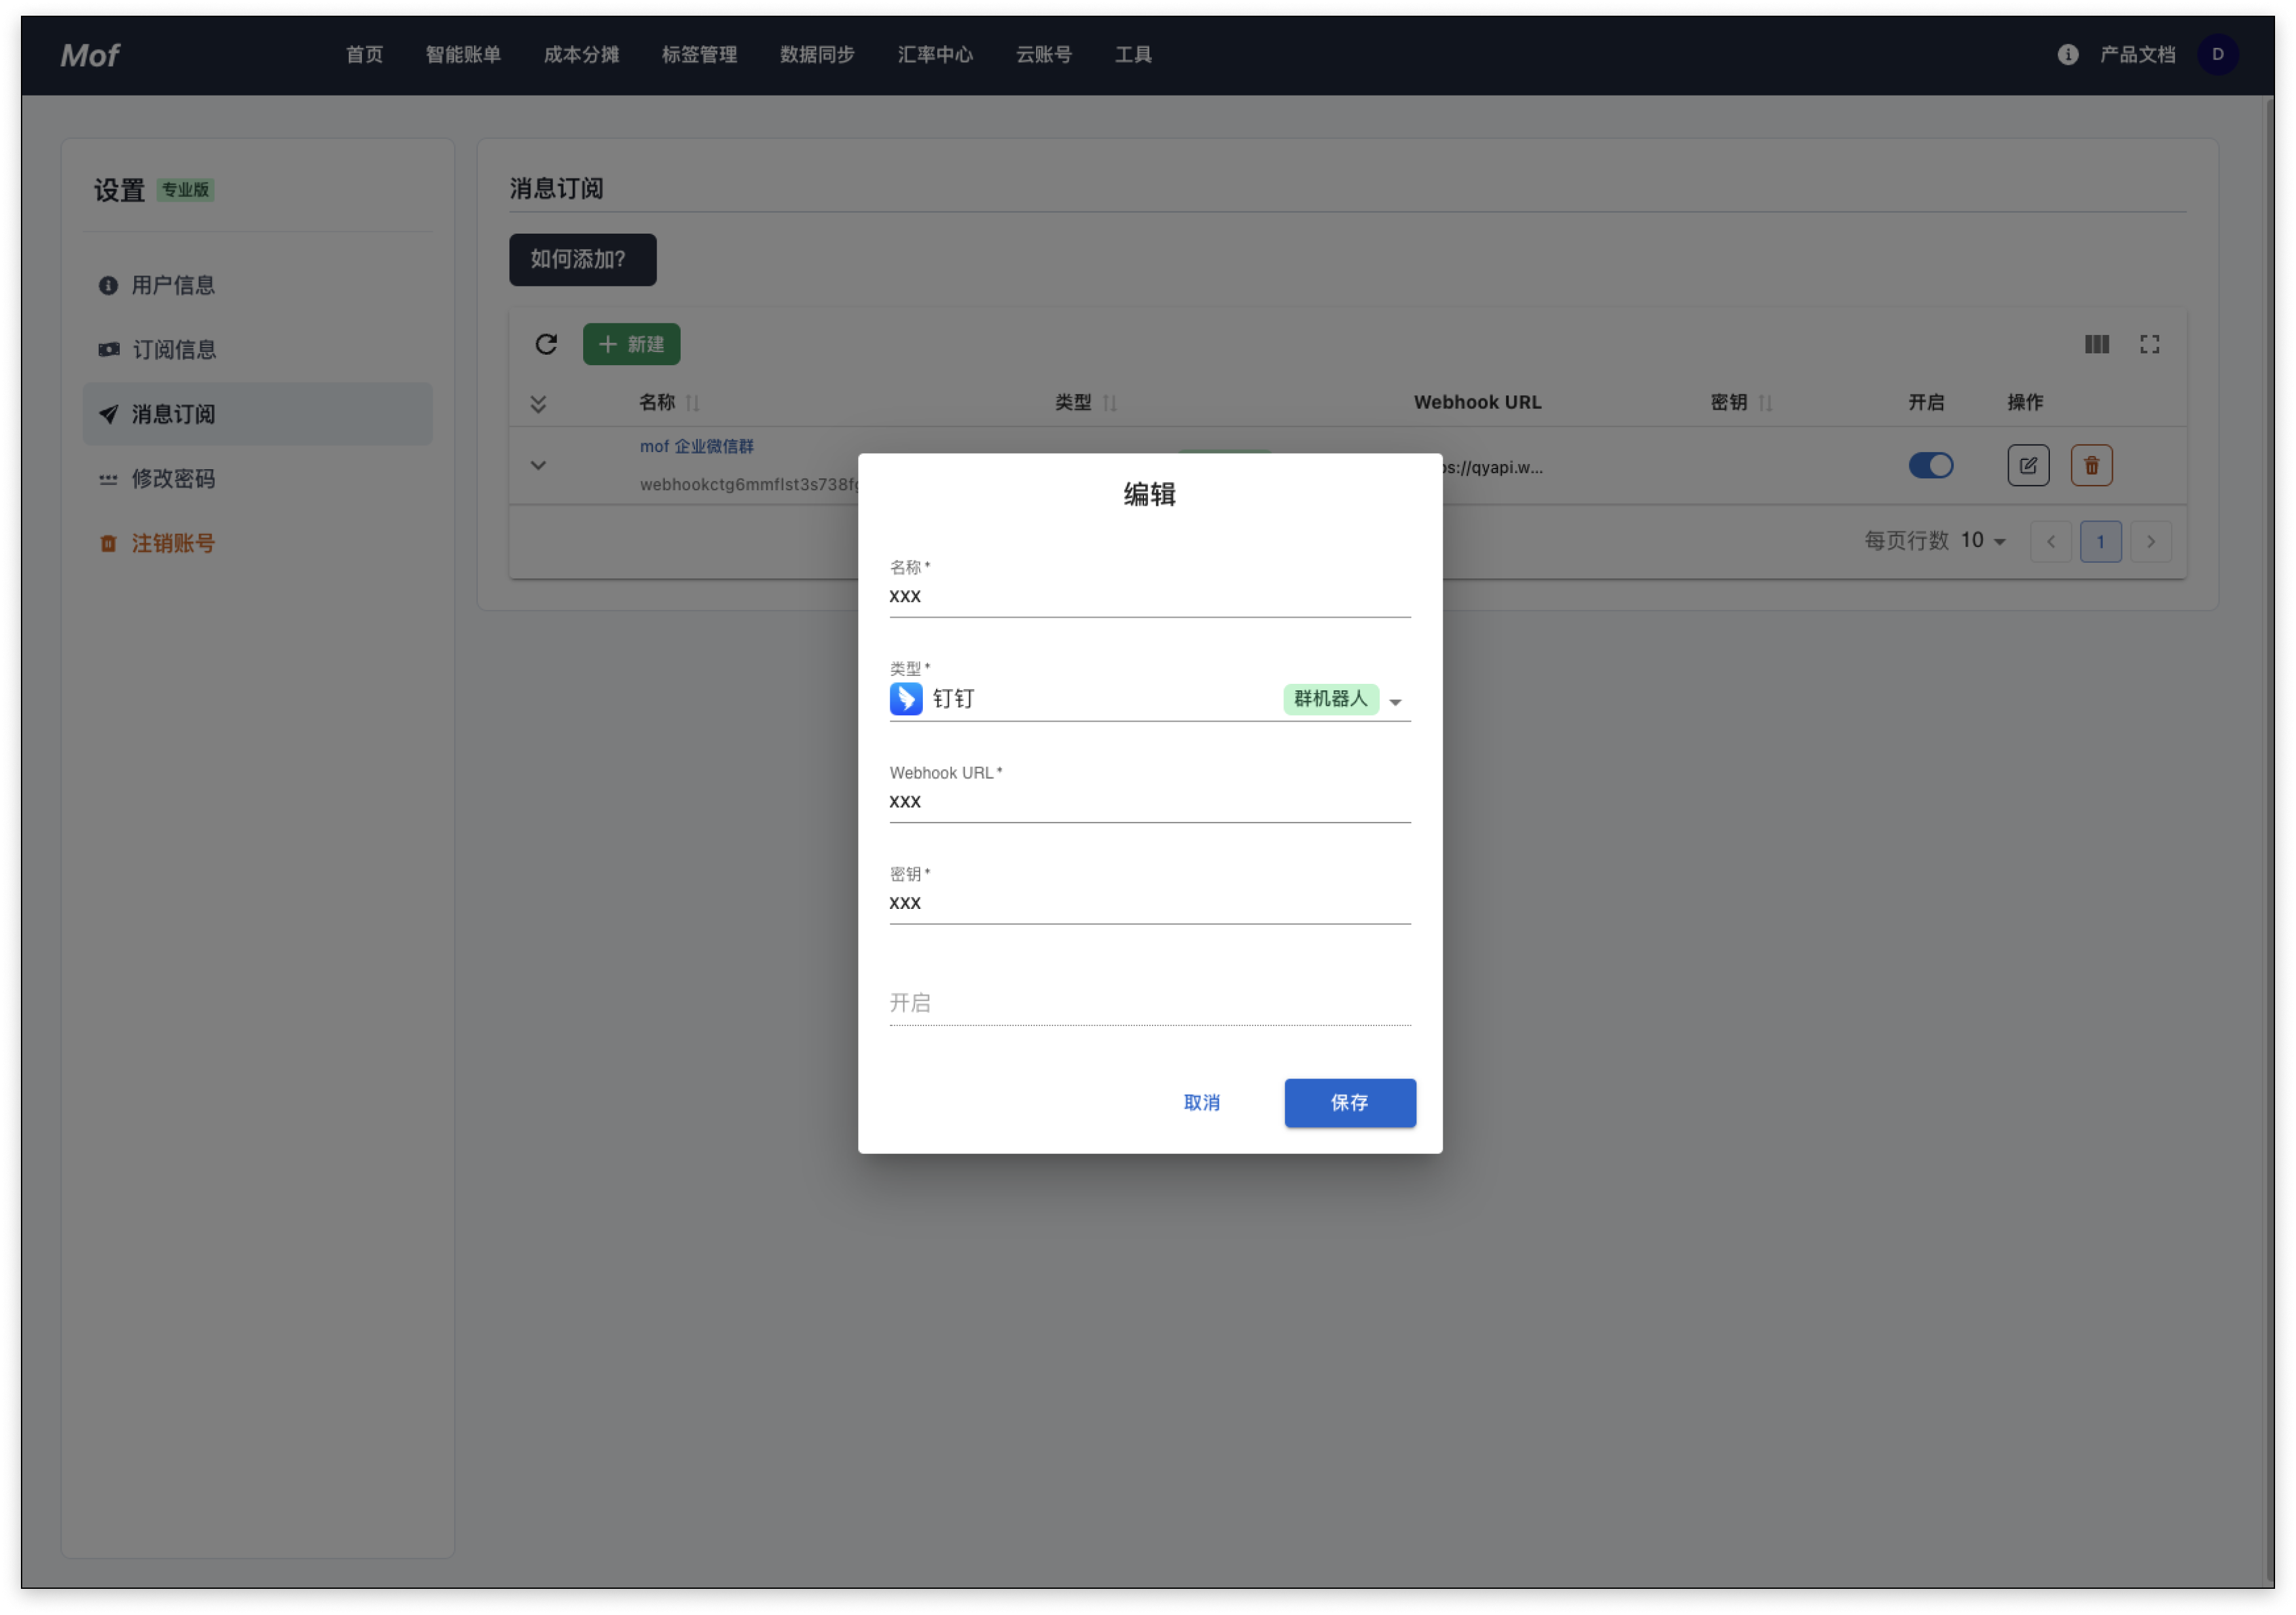 Mof 首页 智能账单 成本分摊 标签管理 数据同步 汇率中心 云账号 工具 产品文档 D
设置 专业版
用户信息
订阅信息
消息订阅
修改密码
注销账号
消息订阅
如何添加?
新建
名称 类型 Webhook URL 密钥 开启 操作
mof 企业微信群
webhookctg6mmflst3s738f
ps://qyapi.w...
每页行数 10 1
编辑
名称*
xxx
类型*
钉钉 群机器人
Webhook URL*
xxx
密钥*
xxx
开启
取消 保存